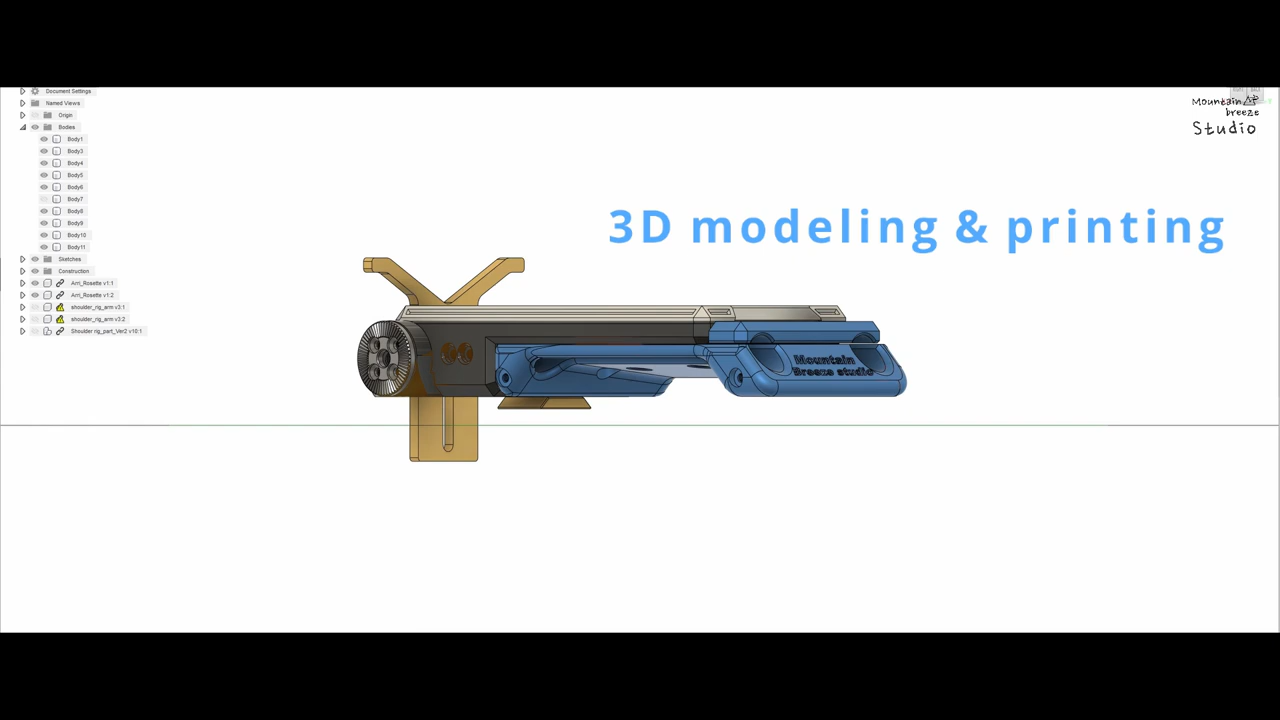 Document Settings
Named Views
Origin
Bodies
Body1
Body3
Body4
Body5
Body6
Body7
Body8
Body9
Body10
Body11
Sketches
Construction
Arri_Rosette v1:1
Arri_Rosette v1:2
shoulder_rig_arm v3:1
shoulder_rig_arm v3:2
Shoulder rig_part_Ver2 v10:1
Mountain
breeze
Studio
3D modeling & printing
Mountain
Breeze studio